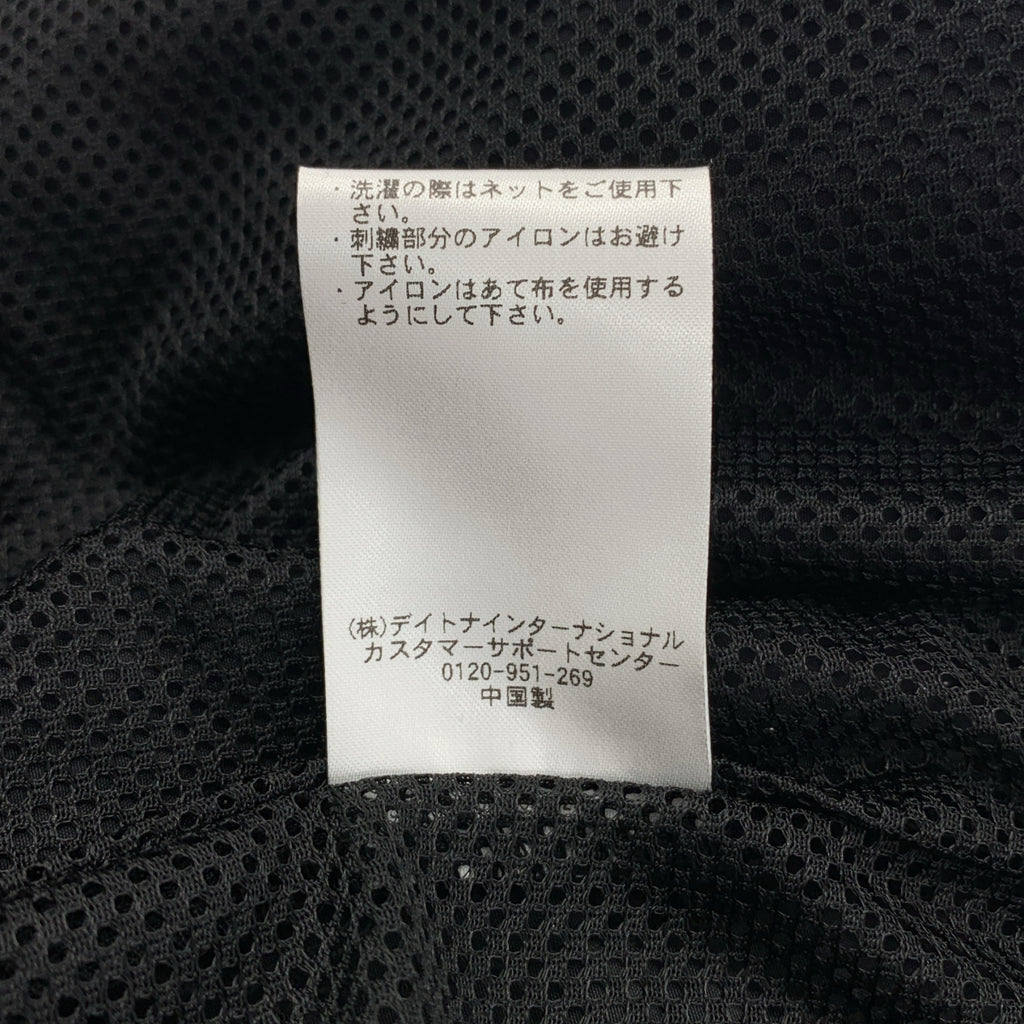 ・洗濯の際はネットをご使用下
さい。
・刺繍部分のアイロンはお避け
下さい。
・アイロンはあて布を使用する
ようにして下さい。
(株)デイトナインターナショナル
カスタマーサポートセンター
0120-951-269
中国製